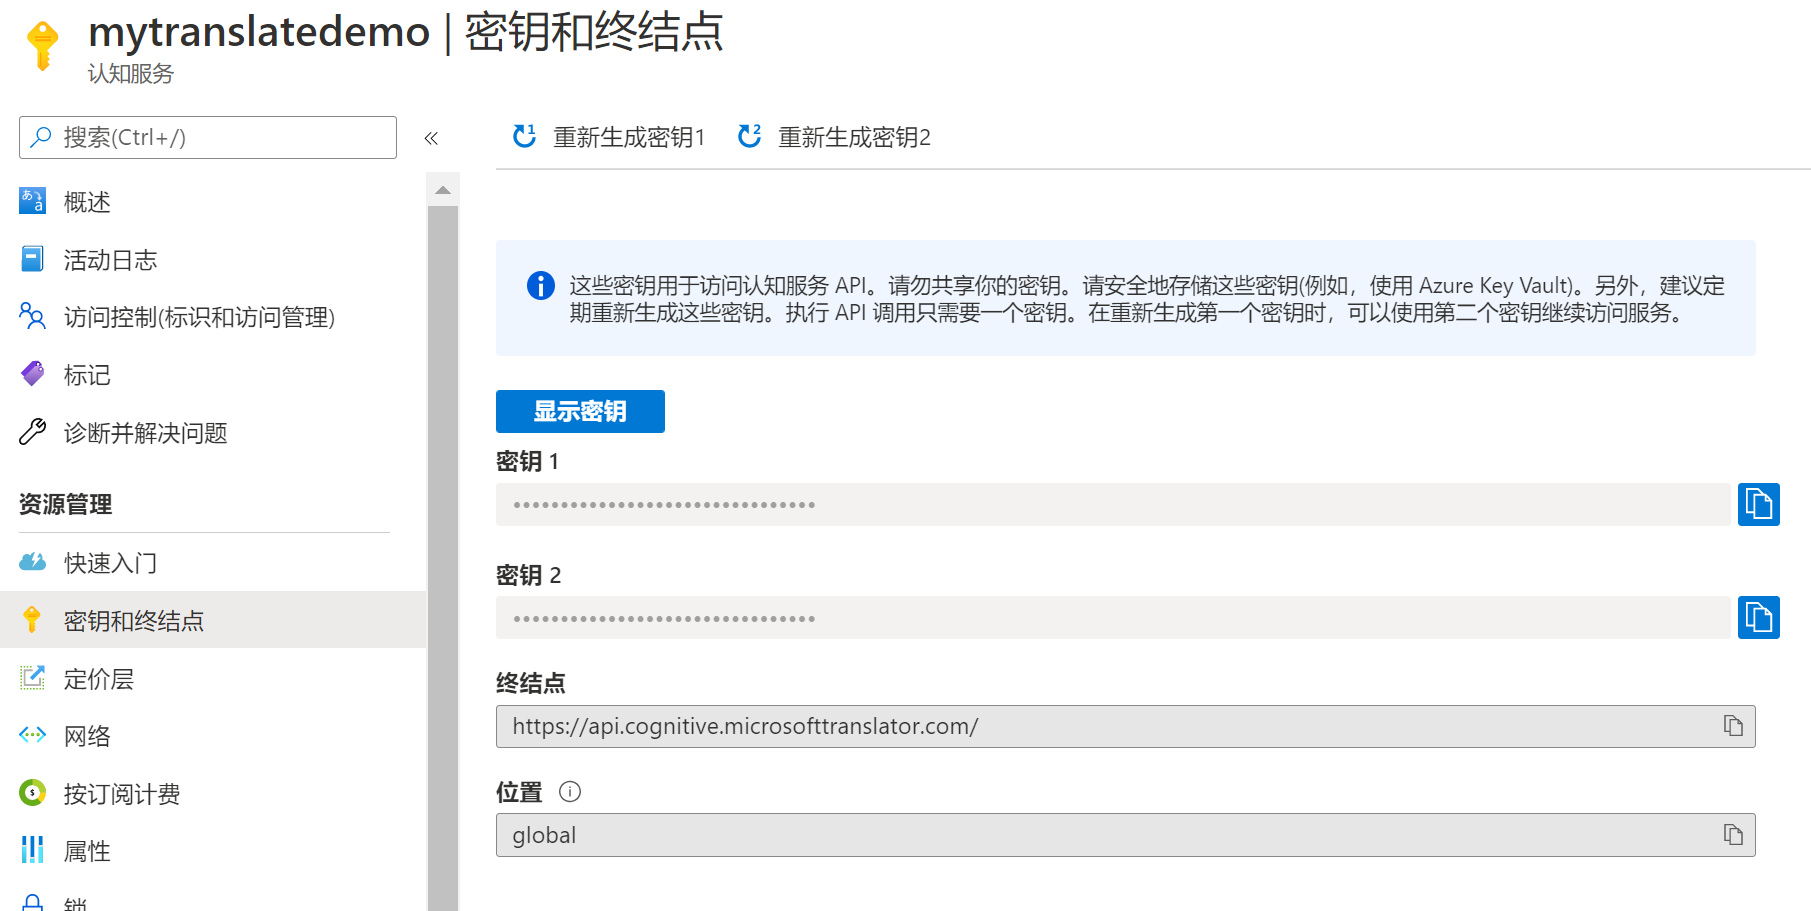 mytranslatedemo | 密钥和终结点
认知服务
搜索(Ctrl+/)
«
概述
活动日志
访问控制(标识和访问管理)
标记
诊断并解决问题
资源管理
快速入门
密钥和终结点
定价层
网络
按订阅计费
属性
锁
重新生成密钥1
重新生成密钥2
这些密钥用于访问认知服务 API。请勿共享你的密钥。请安全地存储这些密钥(例如，使用 Azure Key Vault)。另外，建议定
期重新生成这些密钥。执行 API 调用只需要一个密钥。在重新生成第一个密钥时，可以使用第二个密钥继续访问服务。
显示密钥
密钥 1
••••••••••••••••••••••••••••••••
密钥 2
••••••••••••••••••••••••••••••••
终结点
https://api.cognitive.microsofttranslator.com/
位置
global